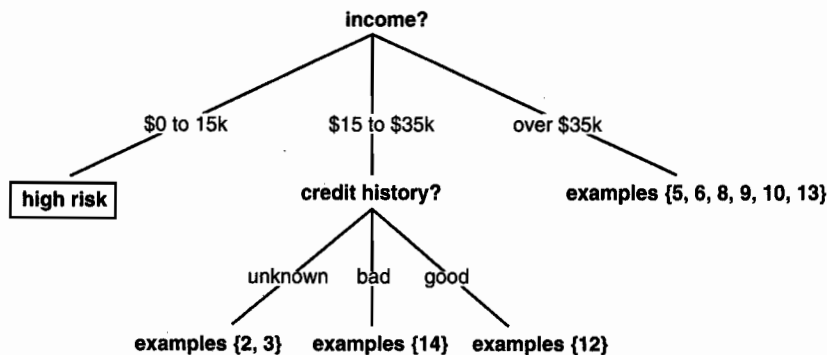 income?
$0 to 15k
$15 to $35k
over $35k
high risk
credit history?
examples {5, 6, 8, 9, 10, 13}
unknown
bad
good
examples {2, 3}
examples {14}
examples {12}